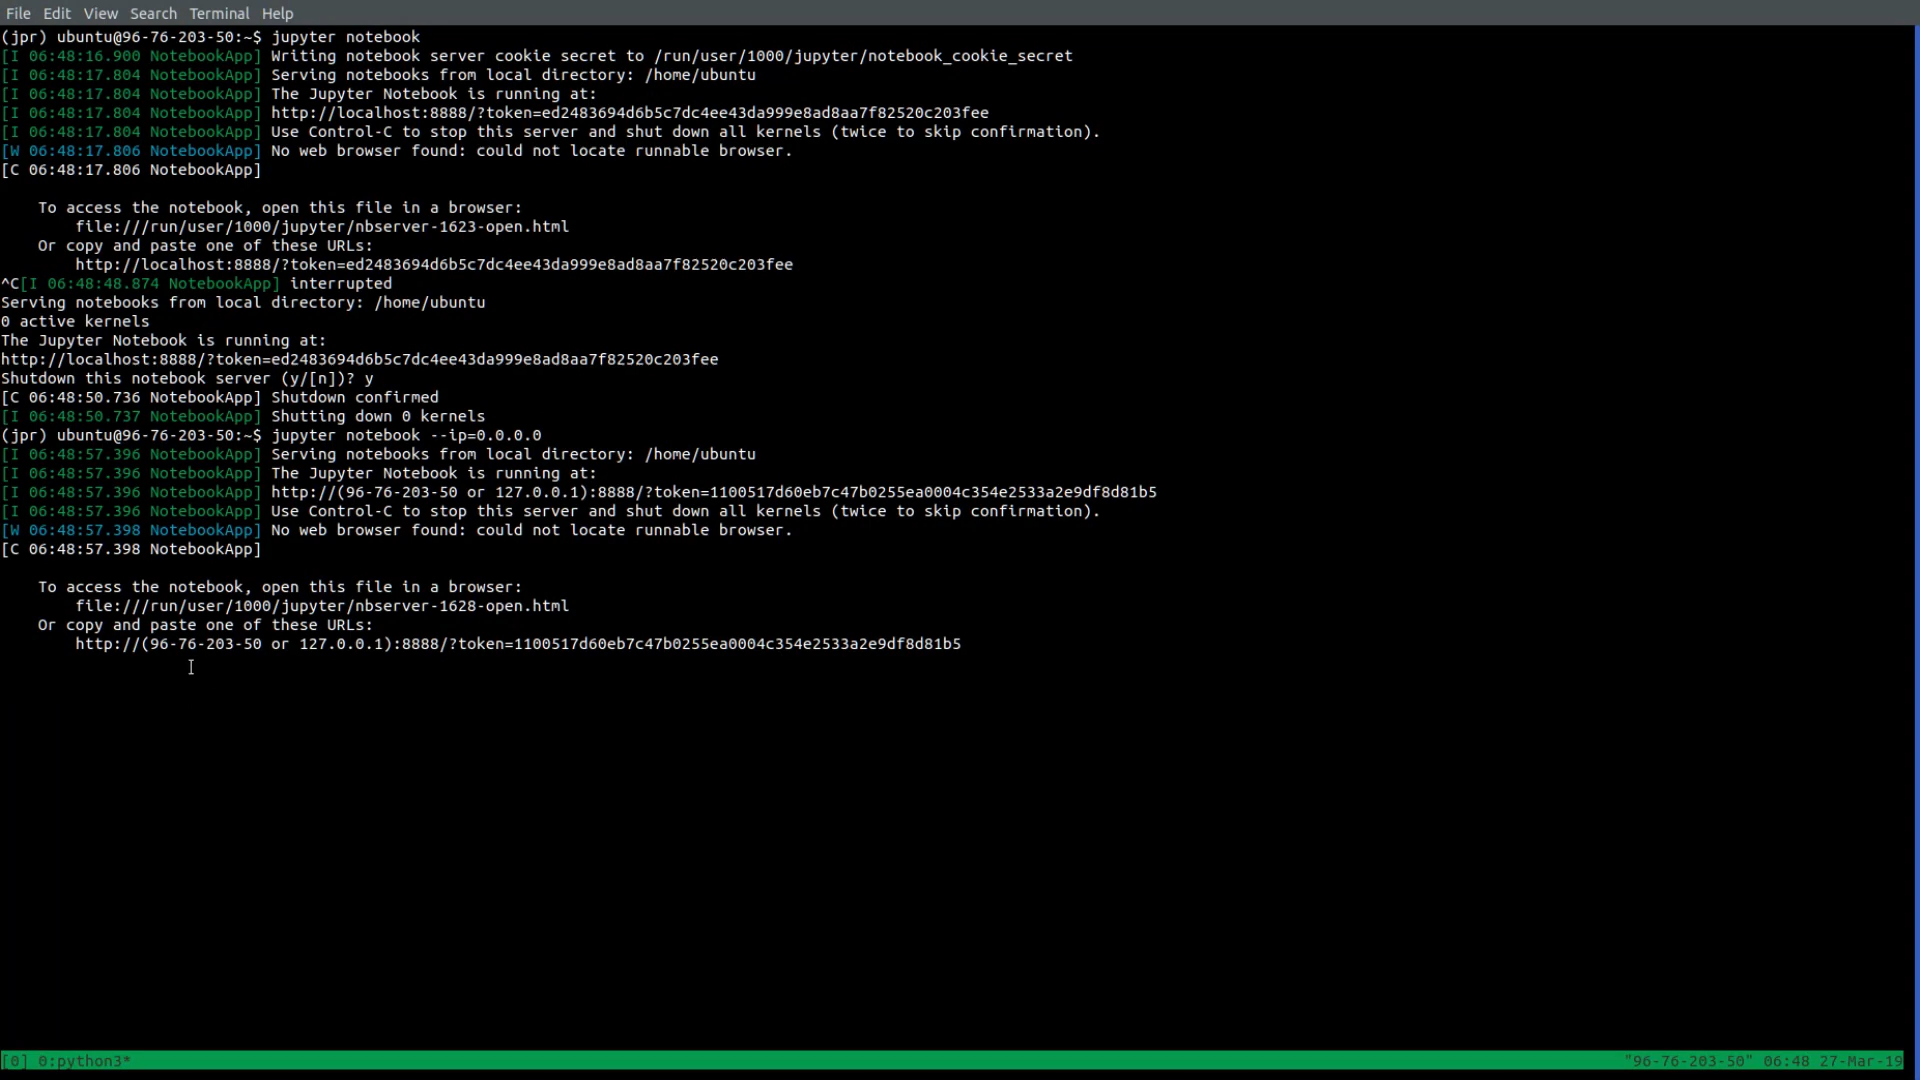 File Edit View Search Terminal Help
(jpr) ubuntu@96-76-203-50:~$ jupyter notebook
[I 06:48:16.900 NotebookApp] Writing notebook server cookie secret to /run/user/1000/jupyter/notebook_cookie_secret
[I 06:48:17.804 NotebookApp] Serving notebooks from local directory: /home/ubuntu
[I 06:48:17.804 NotebookApp] The Jupyter Notebook is running at:
[I 06:48:17.804 NotebookApp] http://localhost:8888/?token=ed2483694d6b5c7dc4ee43da999e8ad8aa7f82520c203fee
[I 06:48:17.804 NotebookApp] Use Control-C to stop this server and shut down all kernels (twice to skip confirmation).
[W 06:48:17.806 NotebookApp] No web browser found: could not locate runnable browser.
[C 06:48:17.806 NotebookApp]
To access the notebook, open this file in a browser:
file:///run/user/1000/jupyter/nbserver-1623-open.html
Or copy and paste one of these URLs:
http://localhost:8888/?token=ed2483694d6b5c7dc4ee43da999e8ad8aa7f82520c203fee
^C[I 06:48:48.874 NotebookApp] interrupted
Serving notebooks from local directory: /home/ubuntu
0 active kernels
The Jupyter Notebook is running at:
http://localhost:8888/?token=ed2483694d6b5c7dc4ee43da999e8ad8aa7f82520c203fee
Shutdown this notebook server (y/[n])? y
[C 06:48:50.736 NotebookApp] Shutdown confirmed
[I 06:48:50.737 NotebookApp] Shutting down 0 kernels
(jpr) ubuntu@96-76-203-50:~$ jupyter notebook --ip=0.0.0.0
[I 06:48:57.396 NotebookApp] Serving notebooks from local directory: /home/ubuntu
[I 06:48:57.396 NotebookApp] The Jupyter Notebook is running at:
[I 06:48:57.396 NotebookApp] http://(96-76-203-50 or 127.0.0.1):8888/?token=1100517d60eb7c47b0255ea0004c354e2533a2e9df8d81b5
[I 06:48:57.396 NotebookApp] Use Control-C to stop this server and shut down all kernels (twice to skip confirmation).
[W 06:48:57.398 NotebookApp] No web browser found: could not locate runnable browser.
[C 06:48:57.398 NotebookApp]
To access the notebook, open this file in a browser:
file:///run/user/1000/jupyter/nbserver-1628-open.html
Or copy and paste one of these URLs:
http://(96-76-203-50 or 127.0.0.1):8888/?token=1100517d60eb7c47b0255ea0004c354e2533a2e9df8d81b5
[0] 0:python3* "96-76-203-50" 06:48 27-Mar-19